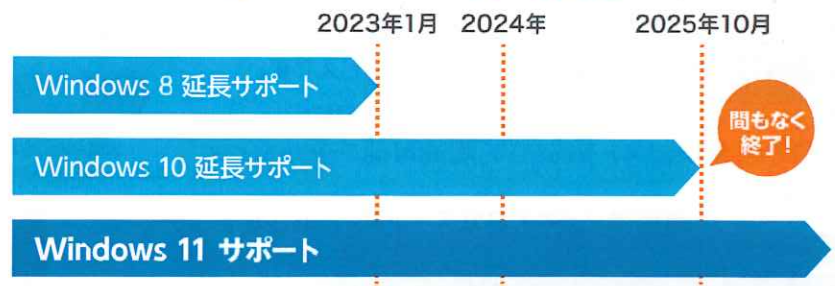 2023年1月 2024年 2025年10月
Windows 8 延長サポート
間もなく
終了!
Windows 10 延長サポート
Windows 11 サポート